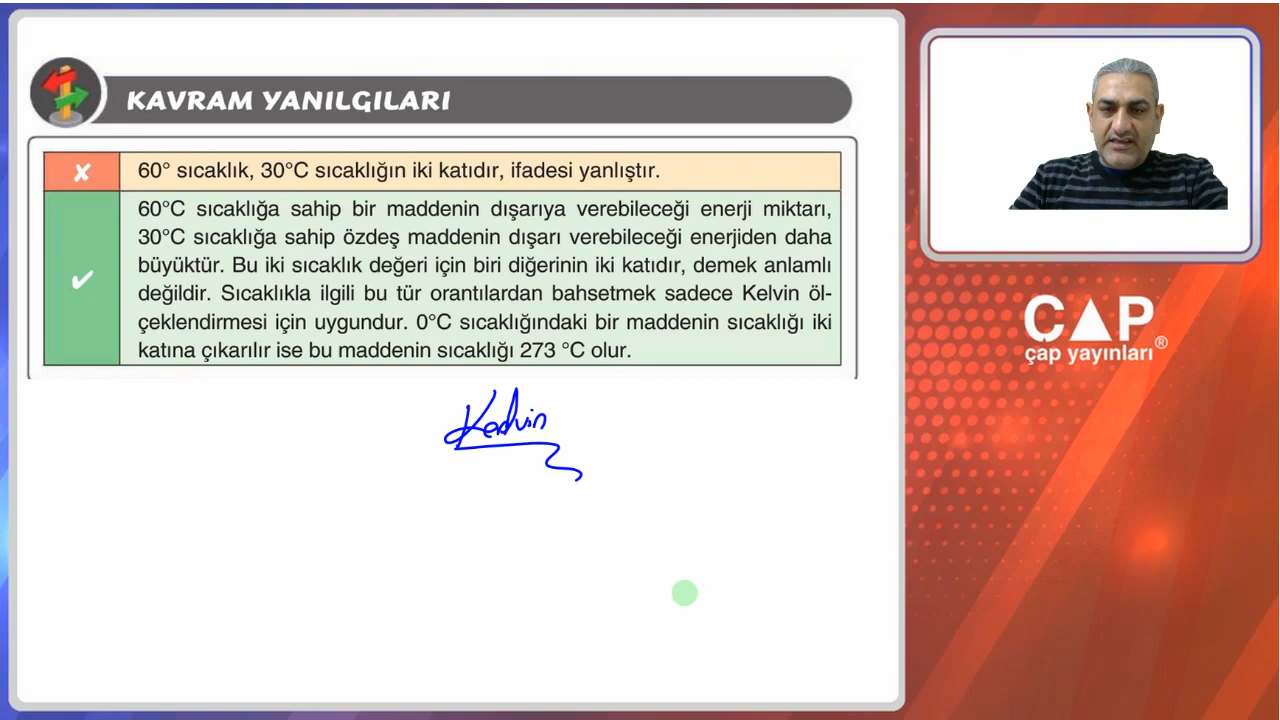 KAVRAM YANILGILARI
✘ 60° sıcaklık, 30°C sıcaklığın iki katıdır, ifadesi yanlıştır.
✔ 60°C sıcaklığa sahip bir maddenin dışarıya verebileceği enerji miktarı,
30°C sıcaklığa sahip özdeş maddenin dışarı verebileceği enerjiden daha
büyüktür. Bu iki sıcaklık değeri için biri diğerinin iki katıdır, demek anlamlı
değildir. Sıcaklıkla ilgili bu tür orantılardan bahsetmek sadece Kelvin öl-
çeklendirmesi için uygundur. 0°C sıcaklığındaki bir maddenin sıcaklığı iki
katına çıkarılır ise bu maddenin sıcaklığı 273 °C olur.
Kelvin
ÇAP
çap yayınları®